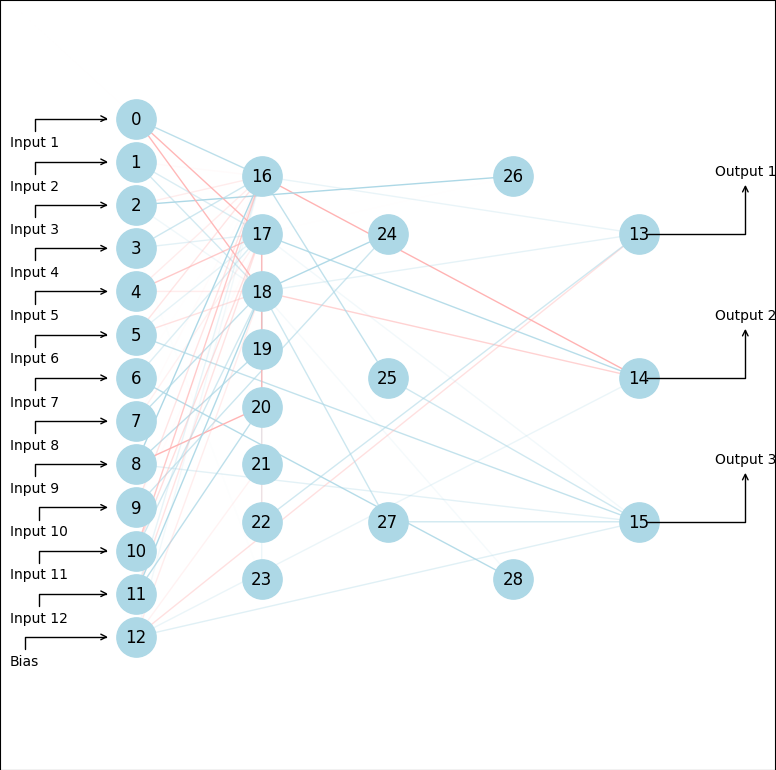 0
Input 1
1
Input 2
2
Input 3
3
Input 4
4
Input 5
5
Input 6
6
Input 7
7
Input 8
8
Input 9
9
Input 10
10
Input 11
11
Input 12
12
Bias
16
17
18
19
20
21
22
23
24
25
27
26
28
13
Output 1
14
Output 2
15
Output 3